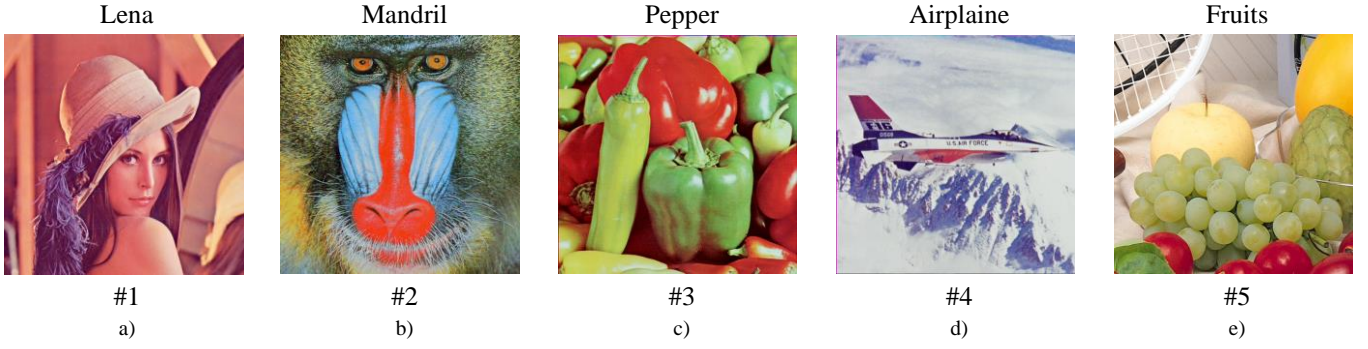 Lena
Mandril
Pepper
Airplaine
Fruits
F16
U.S. AIR FORCE
#1
#2
#3
#4
#5
a)
b)
c)
d)
e)